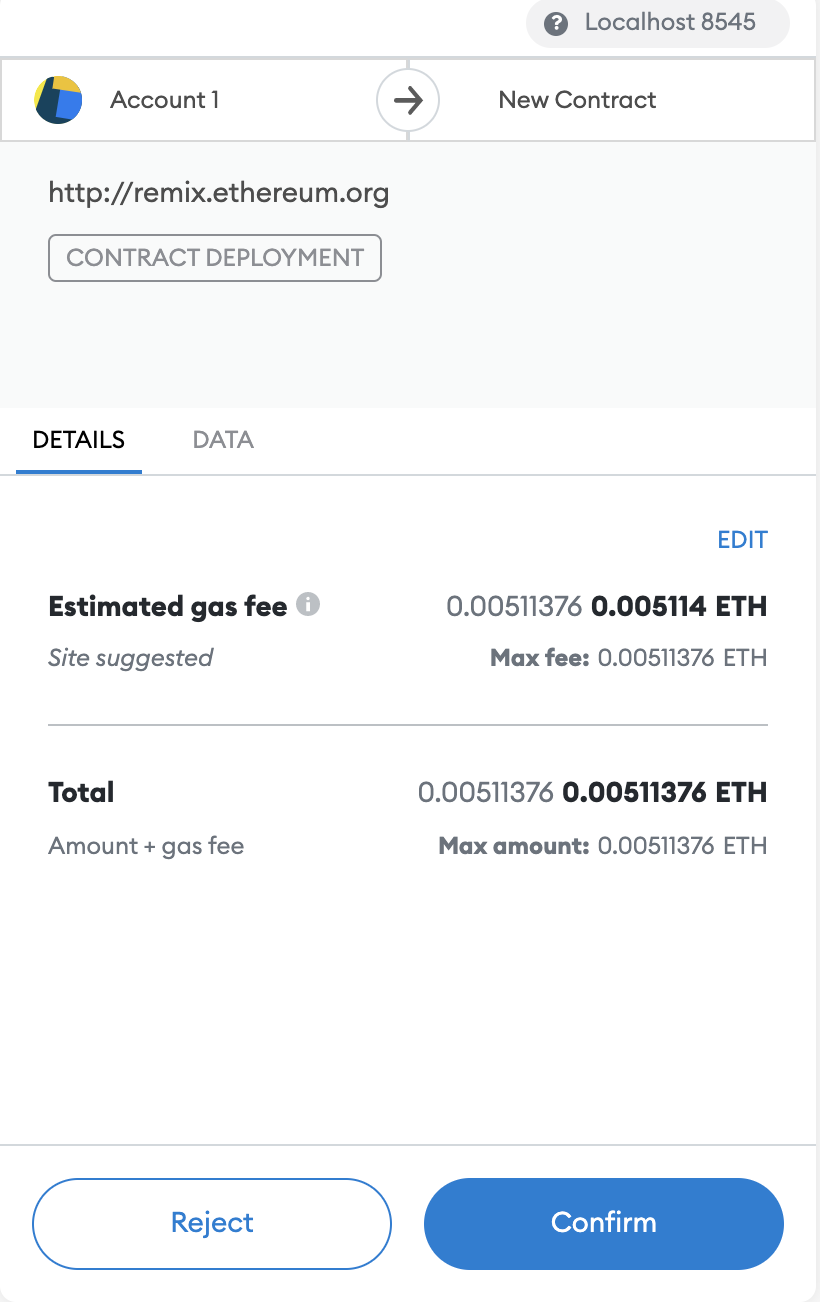 Localhost 8545
Account 1
New Contract
http://remix.ethereum.org
CONTRACT DEPLOYMENT
DETAILS DATA
EDIT
Estimated gas fee 0.00511376 0.005114 ETH
Site suggested Max fee: 0.00511376 ETH
Total 0.00511376 0.00511376 ETH
Amount + gas fee Max amount: 0.00511376 ETH
Reject Confirm